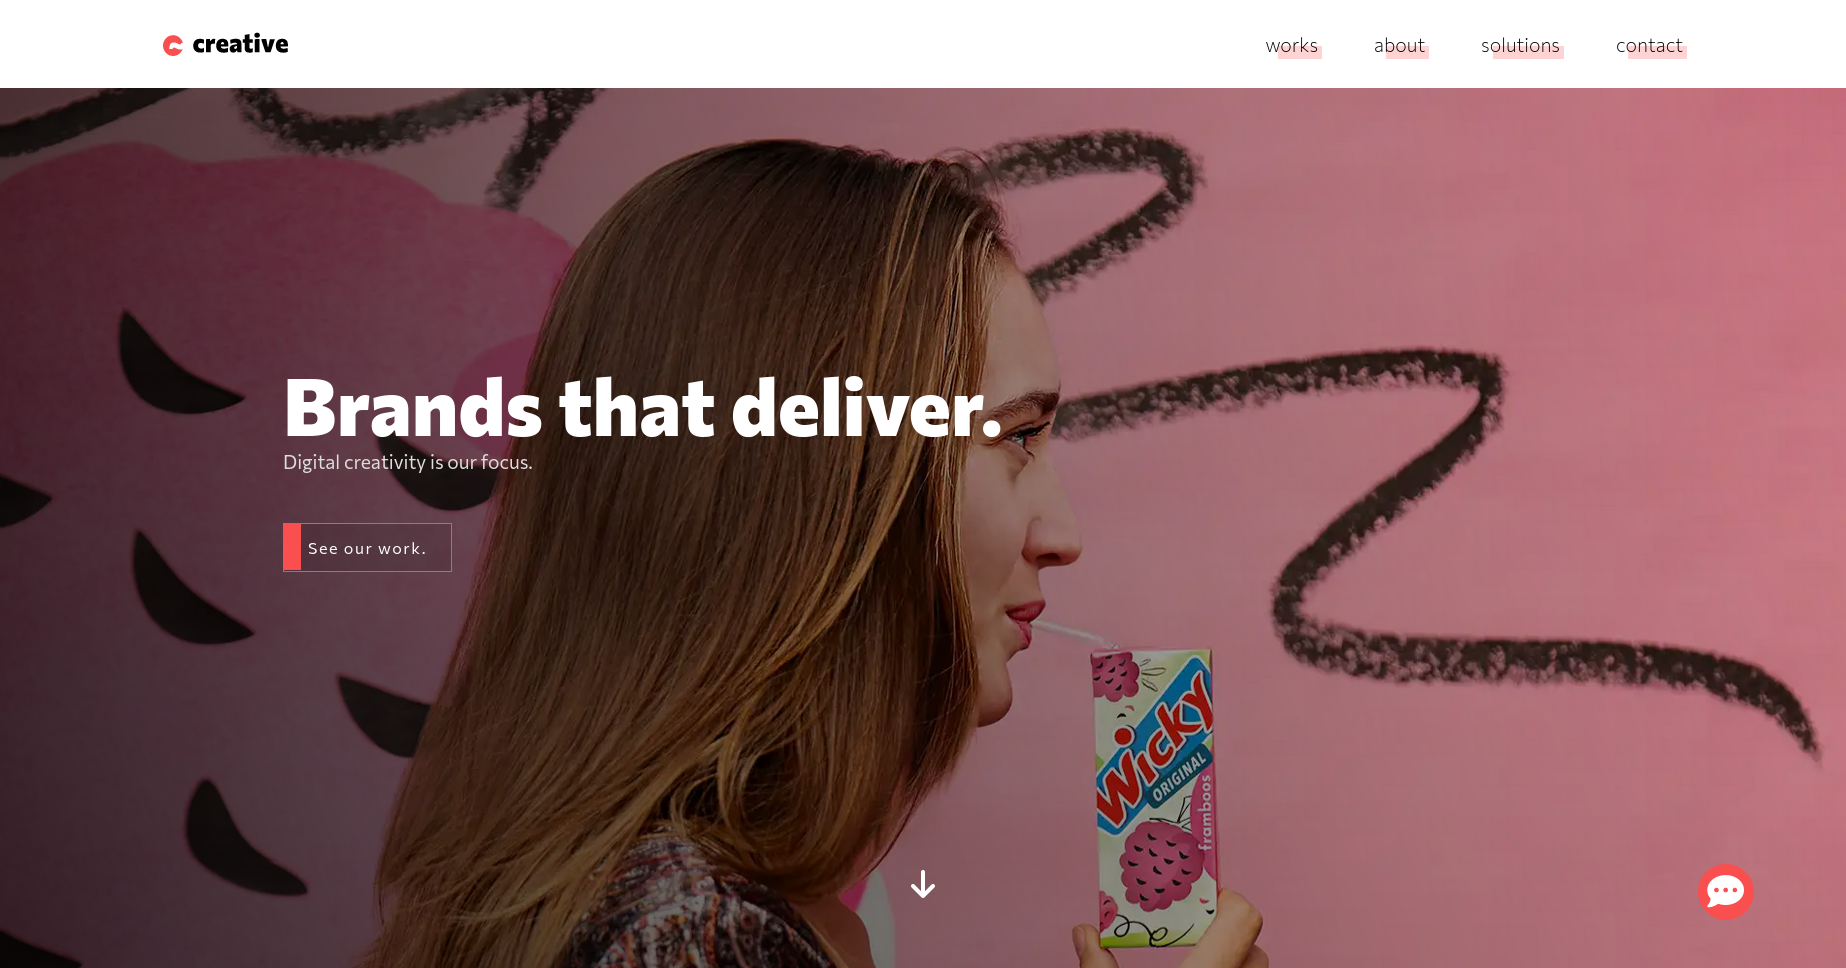 creative
works
about
solutions
contact
Brands that deliver.
Digital creativity is our focus.
See our work.
Wicky
ORIGINAL
framboos